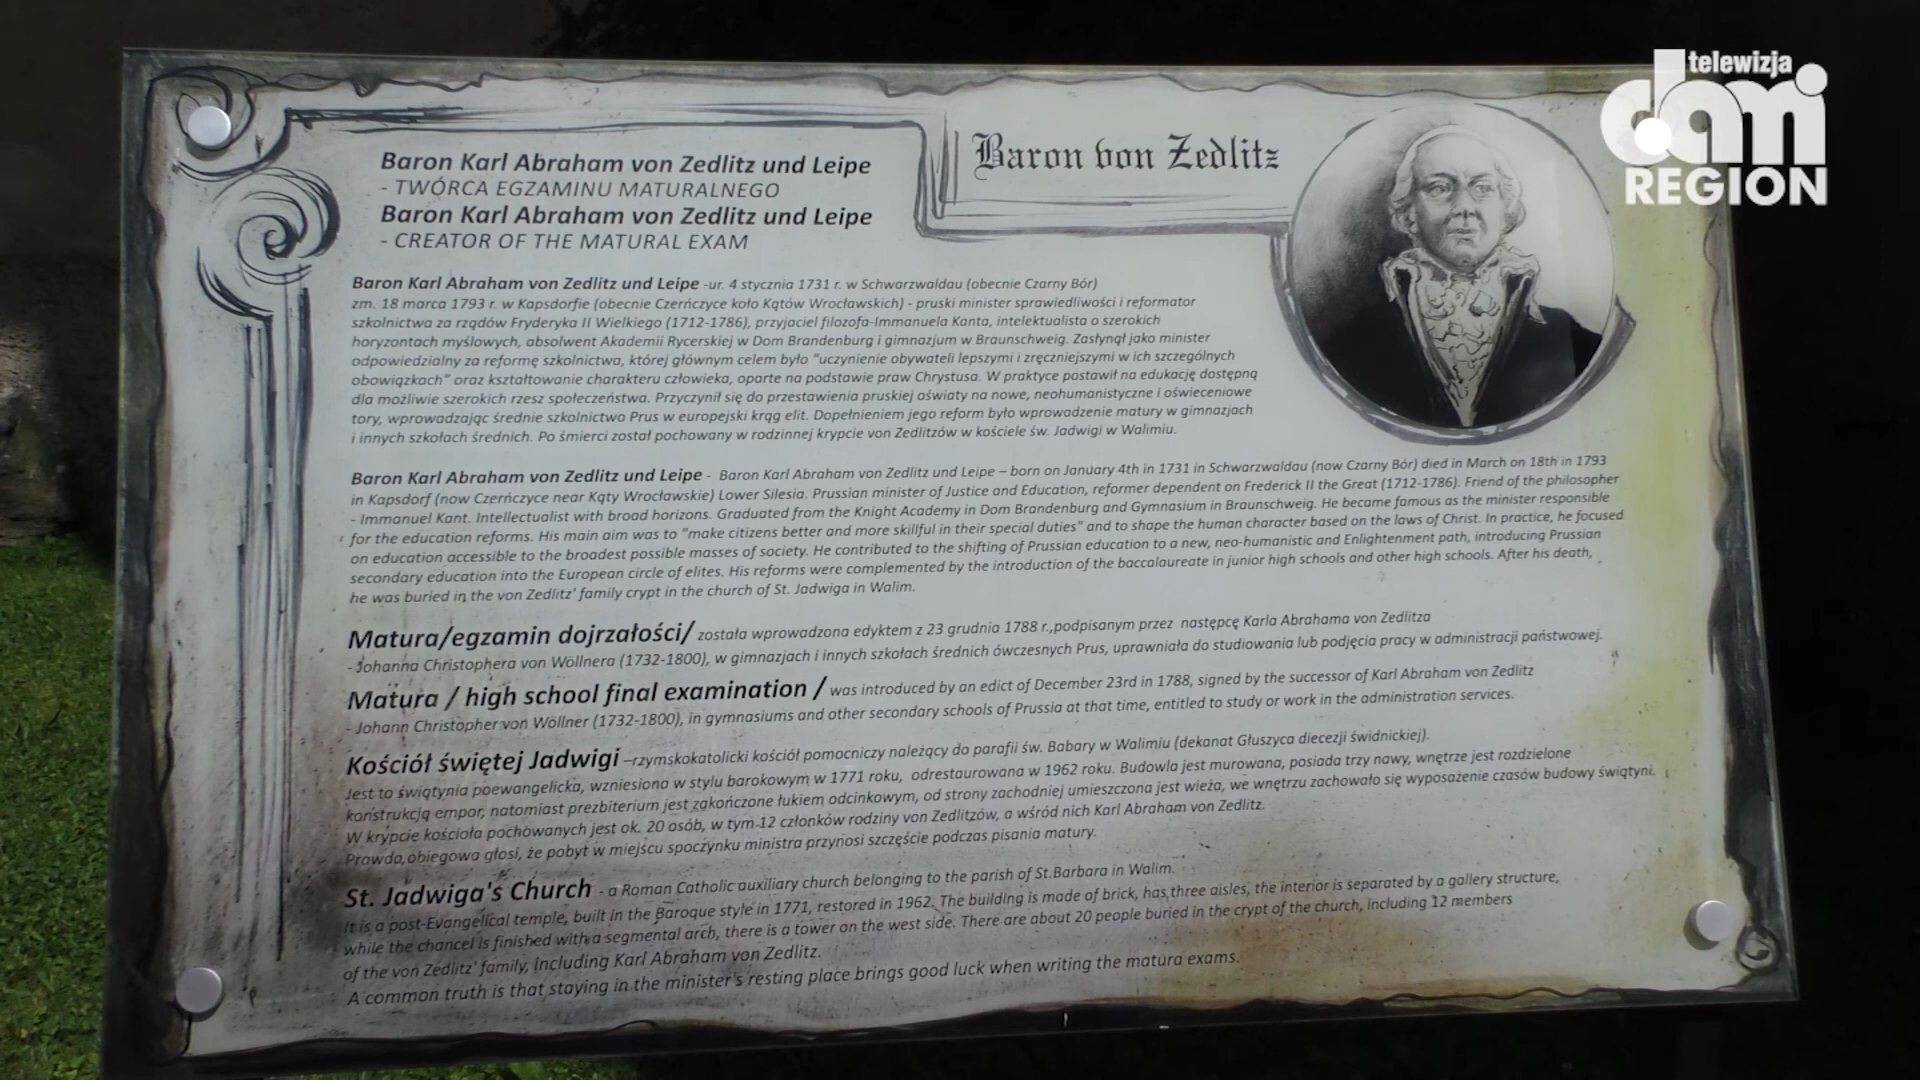 telewizja
dami
REGION
Baron von Zedlitz
Baron Karl Abraham von Zedlitz und Leipe
- TWÓRCA EGZAMINU MATURALNEGO
Baron Karl Abraham von Zedlitz und Leipe
- CREATOR OF THE MATURAL EXAM
Baron Karl Abraham von Zedlitz und Leipe -ur. 4 stycznia 1731 r. w Schwarzwaldau (obecnie Czarny Bór)
zm. 18 marca 1793 r. w Kapsdorfie (obecnie Czerńczyce koło Kątów Wrocławskich) - pruski minister sprawiedliwości i reformator
szkolnictwa za rządów Fryderyka II Wielkiego (1712-1786), przyjaciel filozofa-Immanuela Kanta, intelektualista o szerokich
horyzontach myślowych, absolwent Akademii Rycerskiej w Dom Brandenburg i gimnazjum w Braunschweig. Zasłynął jako minister
odpowiedzialny za reformę szkolnictwa, której głównym celem było "uczynienie obywateli lepszymi i zręczniejszymi w ich szczególnych
obowiązkach" oraz kształtowanie charakteru człowieka, oparte na podstawie praw Chrystusa. W praktyce postawił na edukację dostępną
dla możliwie szerokich rzesz społeczeństwa. Przyczynił się do przestawienia pruskiej oświaty na nowe, neohumanistyczne i oświeceniowe
tory, wprowadzając średnie szkolnictwo Prus w europejski krąg elit. Dopełnieniem jego reform było wprowadzenie matury w gimnazjach
i innych szkołach średnich. Po śmierci został pochowany w rodzinnej krypcie von Zedlitzów w kościele św. Jadwigi w Walimiu.
Baron Karl Abraham von Zedlitz und Leipe - Baron Karl Abraham von Zedlitz und Leipe – born on January 4th in 1731 in Schwarzwaldau (now Czarny Bór) died in March on 18th in 1793
in Kapsdorf (now Czerńczyce near Kąty Wrocławskie) Lower Silesia. Prussian minister of Justice and Education, reformer dependent on Frederick II the Great (1712-1786). Friend of the philosopher
- Immanuel Kant. Intellectualist with broad horizons. Graduated from the Knight Academy in Dom Brandenburg and Gymnasium in Braunschweig. He became famous as the minister responsible
for the education reforms. His main aim was to "make citizens better and more skillful in their special duties" and to shape the human character based on the laws of Christ. In practice, he focused
on education accessible to the broadest possible masses of society. He contributed to the shifting of Prussian education to a new, neo-humanistic and Enlightenment path, introducing Prussian
secondary education into the European circle of elites. His reforms were complemented by the introduction of the baccalaureate in junior high schools and other high schools. After his death,
he was buried in the von Zedlitz' family crypt in the church of St. Jadwiga in Walim.
Matura/egzamin dojrzałości/ została wprowadzona edyktem z 23 grudnia 1788 r.,podpisanym przez następcę Karla Abrahama von Zedlitza
- Johanna Christophera von Wöllnera (1732-1800), w gimnazjach i innych szkołach średnich ówczesnych Prus, uprawniała do studiowania lub podjęcia pracy w administracji państwowej.
Matura / high school final examination / was introduced by an edict of December 23rd in 1788, signed by the successor of Karl Abraham von Zedlitz
- Johann Christopher von Wöllner (1732-1800), in gymnasiums and other secondary schools of Prussia at that time, entitled to study or work in the administration services.
Kościół świętej Jadwigi –rzymskokatolicki kościół pomocniczy należący do parafii św. Babary w Walimiu (dekanat Głuszyca diecezji świdnickiej).
Jest to świątynia poewangelicka, wzniesiona w stylu barokowym w 1771 roku, odrestaurowana w 1962 roku. Budowla jest murowana, posiada trzy nawy, wnętrze jest rozdzielone
konstrukcją empor, natomiast prezbiterium jest zakończone łukiem odcinkowym, od strony zachodniej umieszczona jest wieża, we wnętrzu zachowało się wyposażenie czasów budowy świątyni.
W krypcie kościoła pochowanych jest ok. 20 osób, w tym 12 członków rodziny von Zedlitzów, a wśród nich Karl Abraham von Zedlitz.
Prawda obiegowa głosi, że pobyt w miejscu spoczynku ministra przynosi szczęście podczas pisania matury.
St. Jadwiga's Church - a Roman Catholic auxiliary church belonging to the parish of St.Barbara in Walim.
It is a post-Evangelical temple, built in the Baroque style in 1771, restored in 1962. The building is made of brick, has three aisles, the interior is separated by a gallery structure,
while the chancel is finished with a segmental arch, there is a tower on the west side. There are about 20 people buried in the crypt of the church, including 12 members
of the von Zedlitz' family, including Karl Abraham von Zedlitz.
A common truth is that staying in the minister's resting place brings good luck when writing the matura exams.